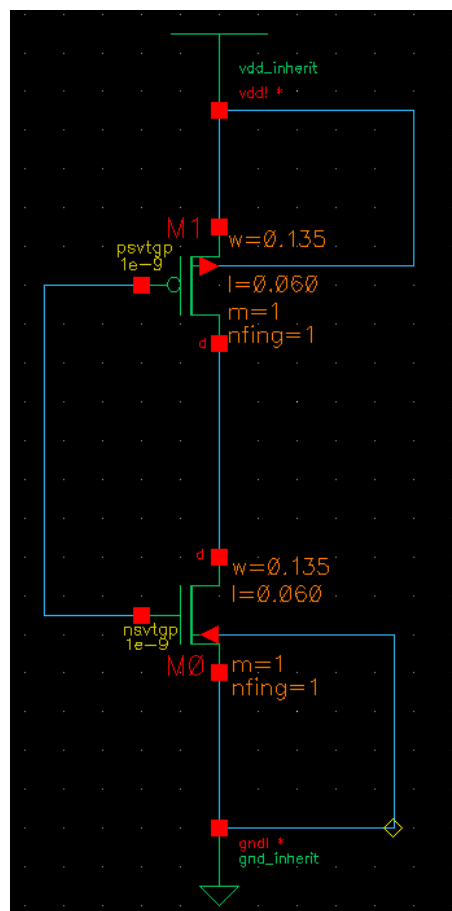 vdd_inherit
vdd! *
M1
w=0.135
psvtgp
1e-9
l=0.060
m=1
d
nfing=1
d
w=0.135
l=0.060
nsvtgp
1e-9
M0
m=1
nfing=1
gnd! *
gnd_inherit